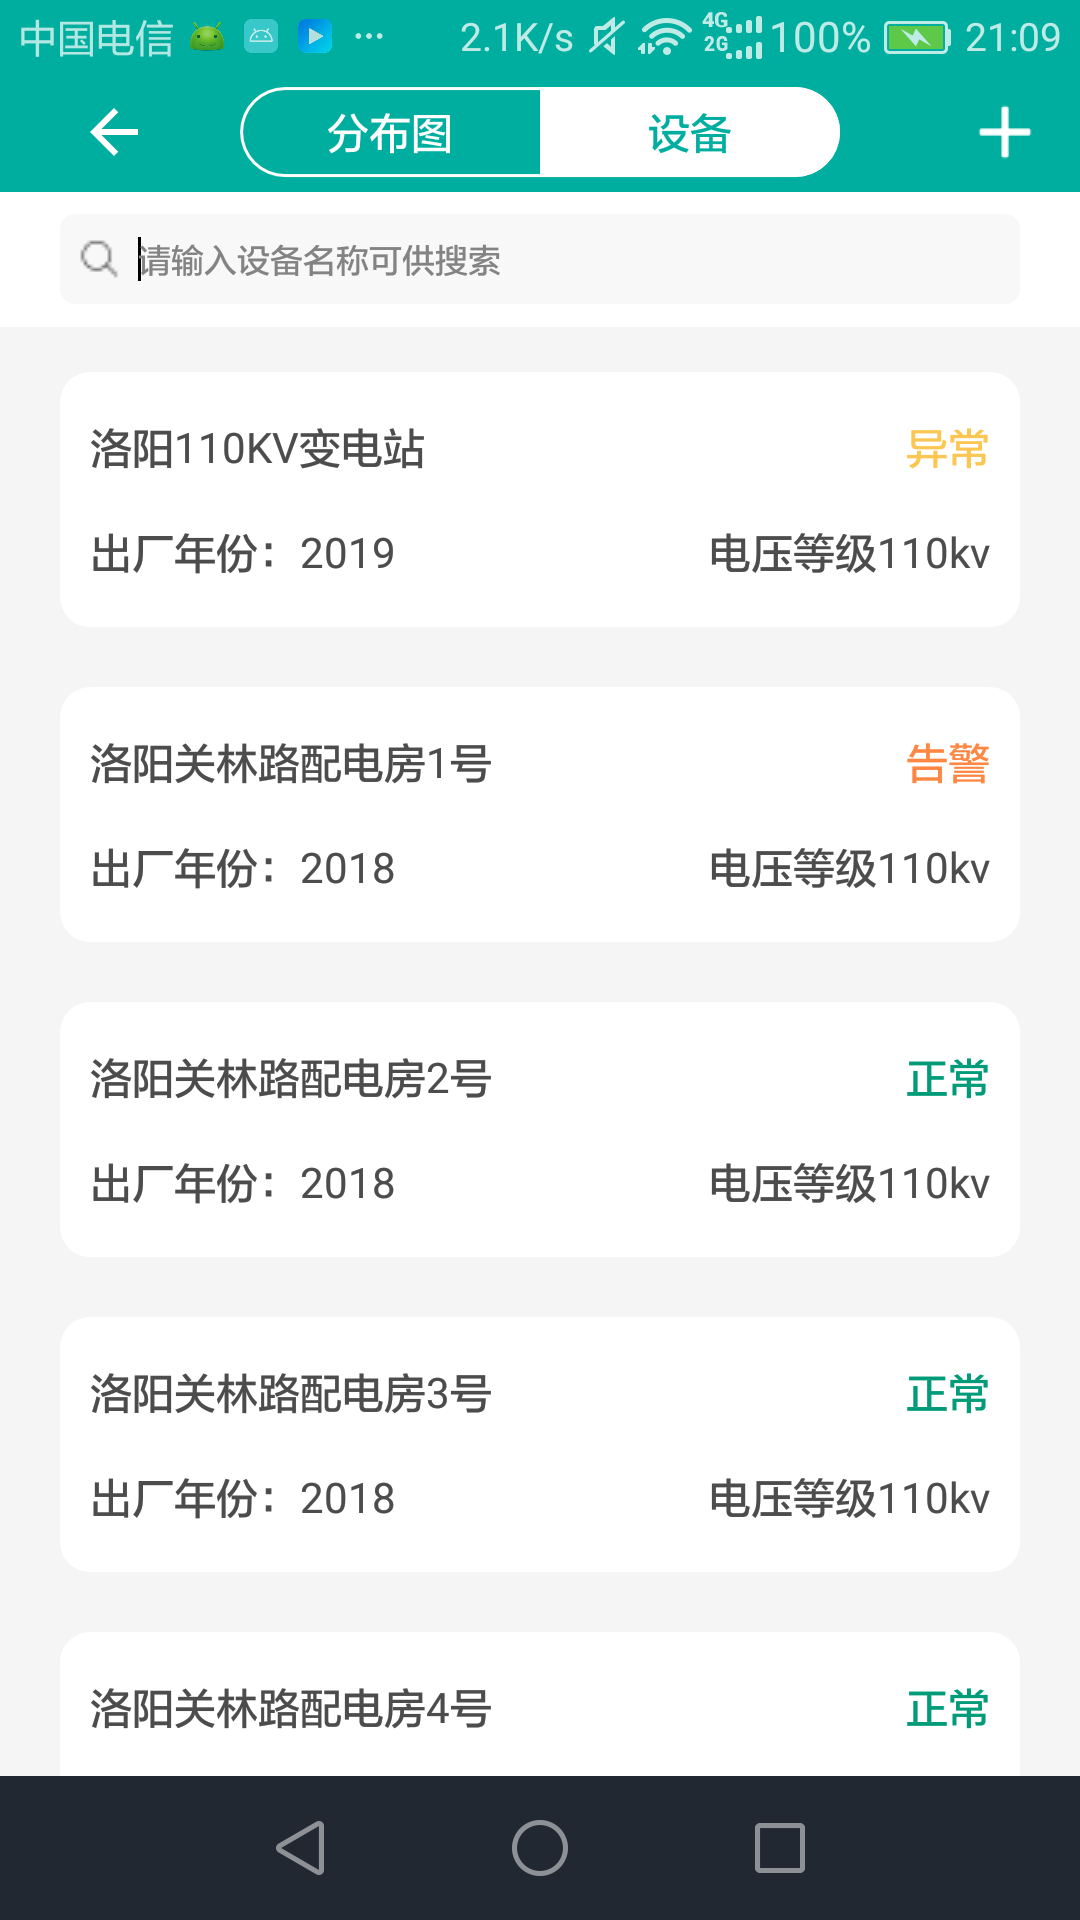 中国电信 ... 2.1K/s 4G 2G 100% 21:09
分布图 设备
请输入设备名称可供搜索
洛阳110KV变电站 异常
出厂年份：2019 电压等级110kv
洛阳关林路配电房1号 告警
出厂年份：2018 电压等级110kv
洛阳关林路配电房2号 正常
出厂年份：2018 电压等级110kv
洛阳关林路配电房3号 正常
出厂年份：2018 电压等级110kv
洛阳关林路配电房4号 正常